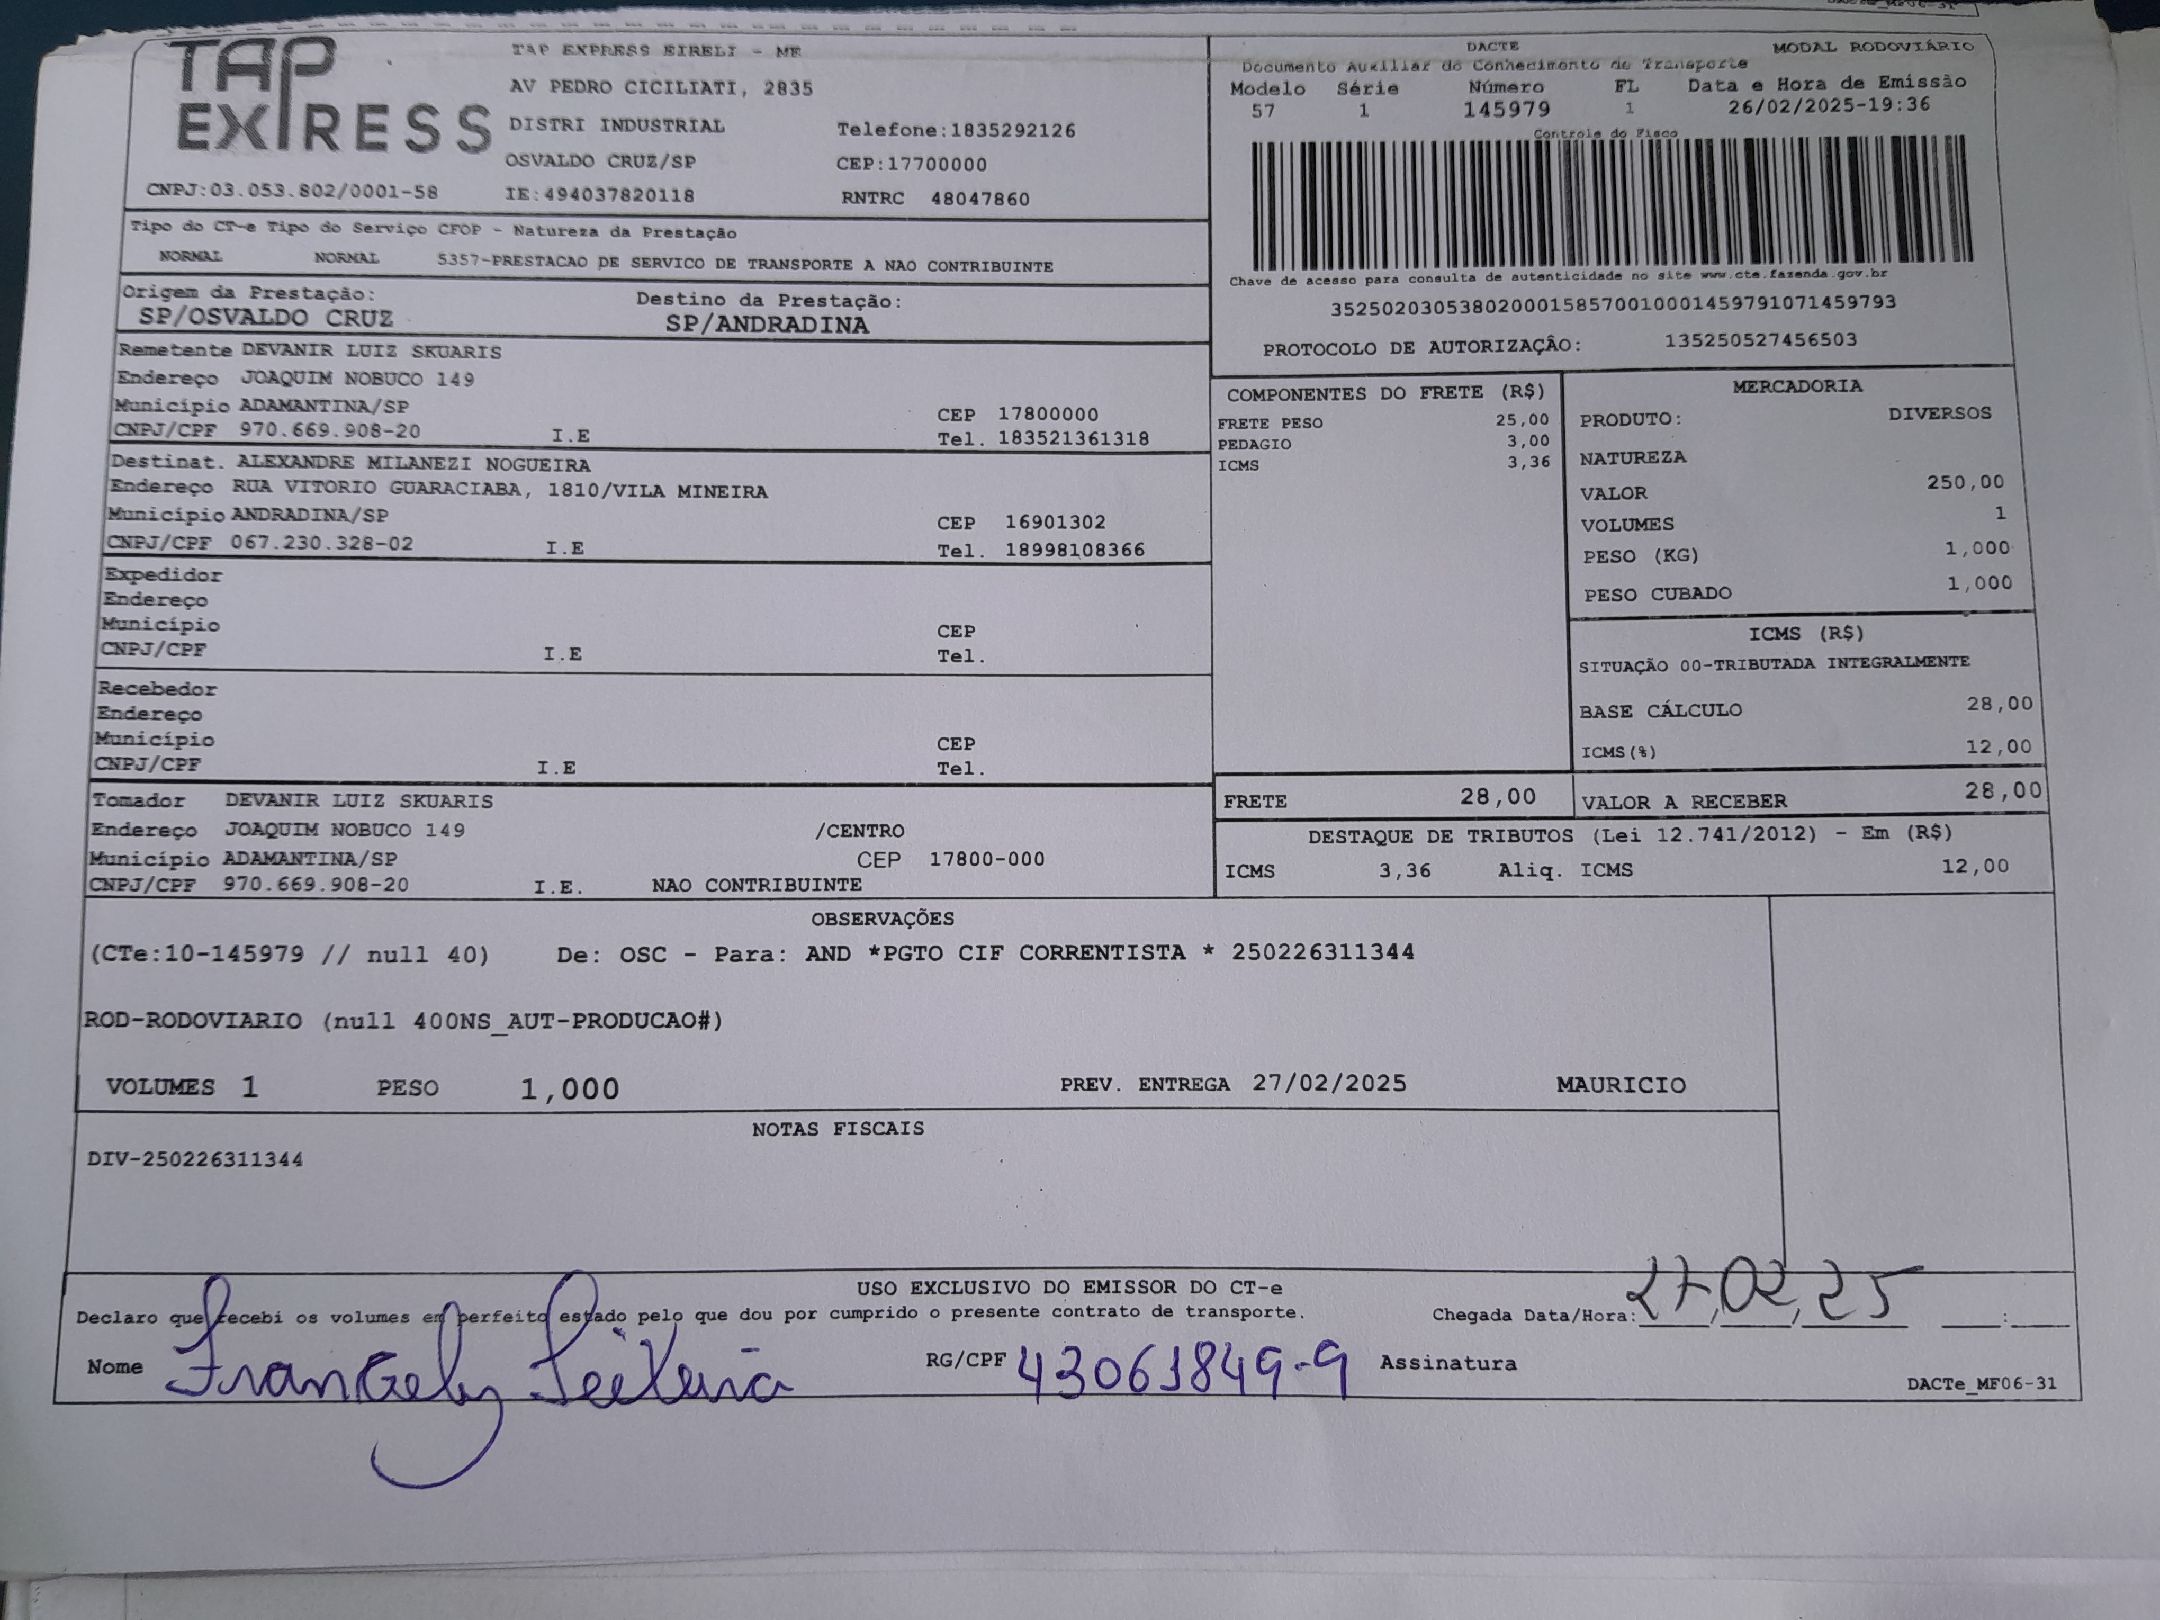 TAP EXPRESS
TAP EXPRESS EIRELI - ME
AV PEDRO CICILIATI, 2835
DISTRI INDUSTRIAL Telefone:1835292126
OSVALDO CRUZ/SP CEP:17700000
CNPJ:03.053.802/0001-58 IE:494037820118 RNTRC 48047860
DACTE MODAL RODOVIÁRIO
Documento Auxiliar do Conhecimento de Transporte
Modelo Série Número FL Data e Hora de Emissão
57 1 145979 1 26/02/2025-19:36
Controle do Fisco
Chave de acesso para consulta de autenticidade no site www.cte.fazenda.gov.br
35250203053802000158570010001459791071459793
PROTOCOLO DE AUTORIZAÇÃO: 135250527456503
Tipo do CT-e Tipo do Serviço CFOP - Natureza da Prestação
NORMAL NORMAL 5357-PRESTACAO DE SERVICO DE TRANSPORTE A NAO CONTRIBUINTE
Origem da Prestação: Destino da Prestação:
SP/OSVALDO CRUZ SP/ANDRADINA
Remetente DEVANIR LUIZ SKUARIS
Endereço JOAQUIM NOBUCO 149
Município ADAMANTINA/SP CEP 17800000
CNPJ/CPF 970.669.908-20 I.E Tel. 183521361318
Destinat. ALEXANDRE MILANEZI NOGUEIRA
Endereço RUA VITORIO GUARACIABA, 1810/VILA MINEIRA
Município ANDRADINA/SP CEP 16901302
CNPJ/CPF 067.230.328-02 I.E Tel. 18998108366
Expedidor
Endereço
Município CEP
CNPJ/CPF I.E Tel.
Recebedor
Endereço
Município CEP
CNPJ/CPF I.E Tel.
Tomador DEVANIR LUIZ SKUARIS
Endereço JOAQUIM NOBUCO 149 /CENTRO
Município ADAMANTINA/SP CEP 17800-000
CNPJ/CPF 970.669.908-20 I.E. NAO CONTRIBUINTE
COMPONENTES DO FRETE (R$)
FRETE PESO 25,00
PEDAGIO 3,00
ICMS 3,36
MERCADORIA
PRODUTO: DIVERSOS
NATUREZA
VALOR 250,00
VOLUMES 1
PESO (KG) 1,000
PESO CUBADO 1,000
ICMS (R$)
SITUAÇÃO 00-TRIBUTADA INTEGRALMENTE
BASE CÁLCULO 28,00
ICMS(%) 12,00
FRETE 28,00 VALOR A RECEBER 28,00
DESTAQUE DE TRIBUTOS (Lei 12.741/2012) - Em (R$)
ICMS 3,36 Aliq. ICMS 12,00
OBSERVAÇÕES
(CTe:10-145979 // null 40) De: OSC - Para: AND *PGTO CIF CORRENTISTA * 250226311344
ROD-RODOVIARIO (null 400NS_AUT-PRODUCAO#)
VOLUMES 1 PESO 1,000 PREV. ENTREGA 27/02/2025 MAURICIO
NOTAS FISCAIS
DIV-250226311344
USO EXCLUSIVO DO EMISSOR DO CT-e
Declaro que recebi os volumes em perfeito estado pelo que dou por cumprido o presente contrato de transporte. Chegada Data/Hora: 27/02/25 :
Nome RG/CPF 43061849-9 Assinatura
DACTe_MF06-31